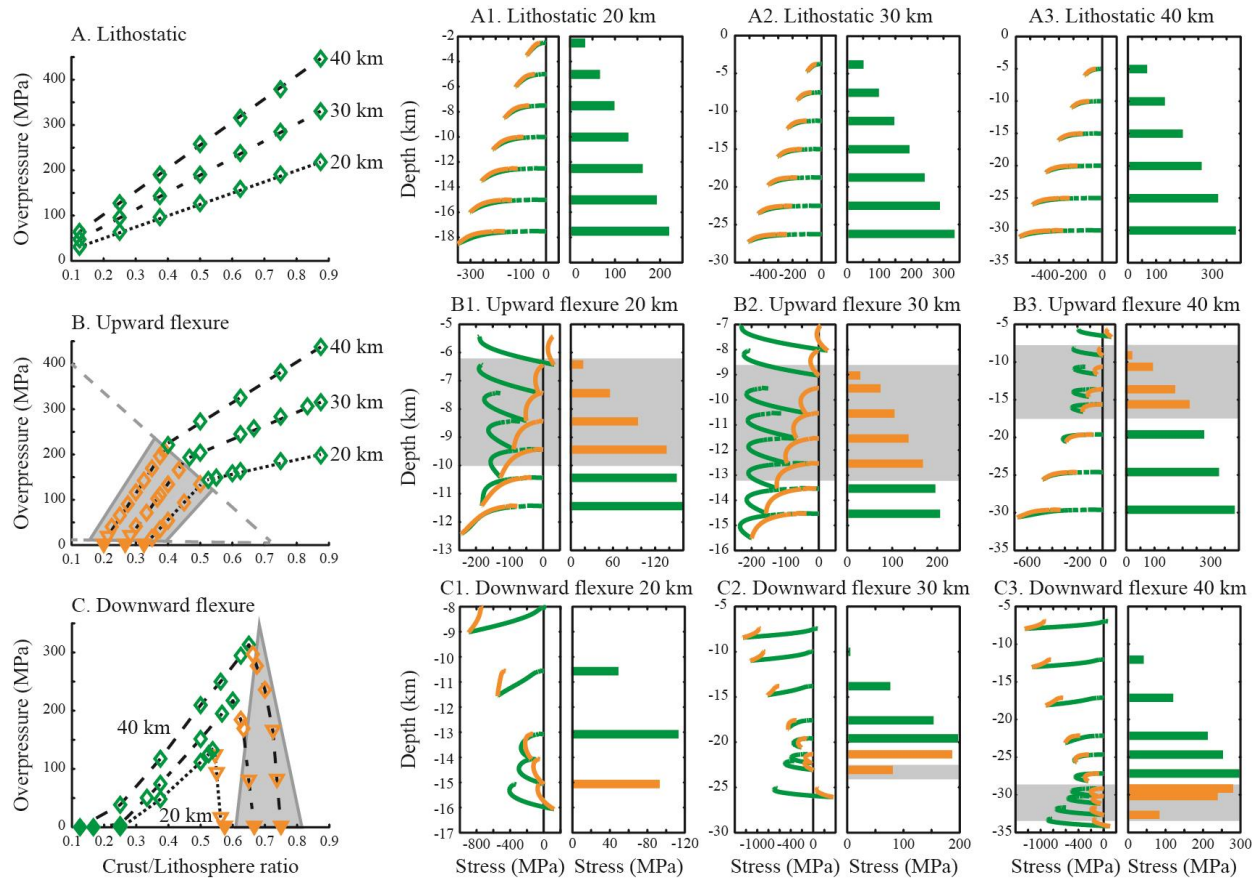 A. Lithostatic
Overpressure (MPa)
400
300
200
100
0
0.1 0.2 0.3 0.4 0.5 0.6 0.7 0.8 0.9
40 km
30 km
20 km
A1. Lithostatic 20 km
Depth (km)
-2
-4
-6
-8
-10
-12
-14
-16
-18
-300 -100 0
0 100 200
A2. Lithostatic 30 km
0
-5
-10
-15
-20
-25
-30
-400 -200 0
0 100 200 300
A3. Lithostatic 40 km
0
-5
-10
-15
-20
-25
-30
-35
-400 -200 0
0 100 200 300
B. Upward flexure
Overpressure (MPa)
400
300
200
100
0
0.1 0.2 0.3 0.4 0.5 0.6 0.7 0.8 0.9
40 km
30 km
20 km
B1. Upward flexure 20 km
Depth (km)
-5
-6
-7
-8
-9
-10
-11
-12
-13
-200 -100 0
0 40 80 -120
B2. Upward flexure 30 km
-7
-8
-9
-10
-11
-12
-13
-14
-15
-16
-200 -100 0
0 50 100 150 200
B3. Upward flexure 40 km
-5
-10
-15
-20
-25
-30
-35
-600 -200 0
0 100 200 300
C. Downward flexure
Overpressure (MPa)
400
300
200
100
0
0.1 0.2 0.3 0.4 0.5 0.6 0.7 0.8 0.9
Crust/Lithosphere ratio
40 km
20 km
C1. Downward flexure 20 km
Depth (km)
-8
-9
-10
-11
-12
-13
-14
-15
-16
-17
-800 -400 0
0 40 80 -120
Stress (MPa)
Stress (MPa)
C2. Downward flexure 30 km
-5
-10
-15
-20
-25
-30
-1000 -400 0
0 50 100 150 200
Stress (MPa)
Stress (MPa)
C3. Downward flexure 40 km
-5
-10
-15
-20
-25
-30
-35
-1000 -400 0
0 100 200 300
Stress (MPa)
Stress (MPa)